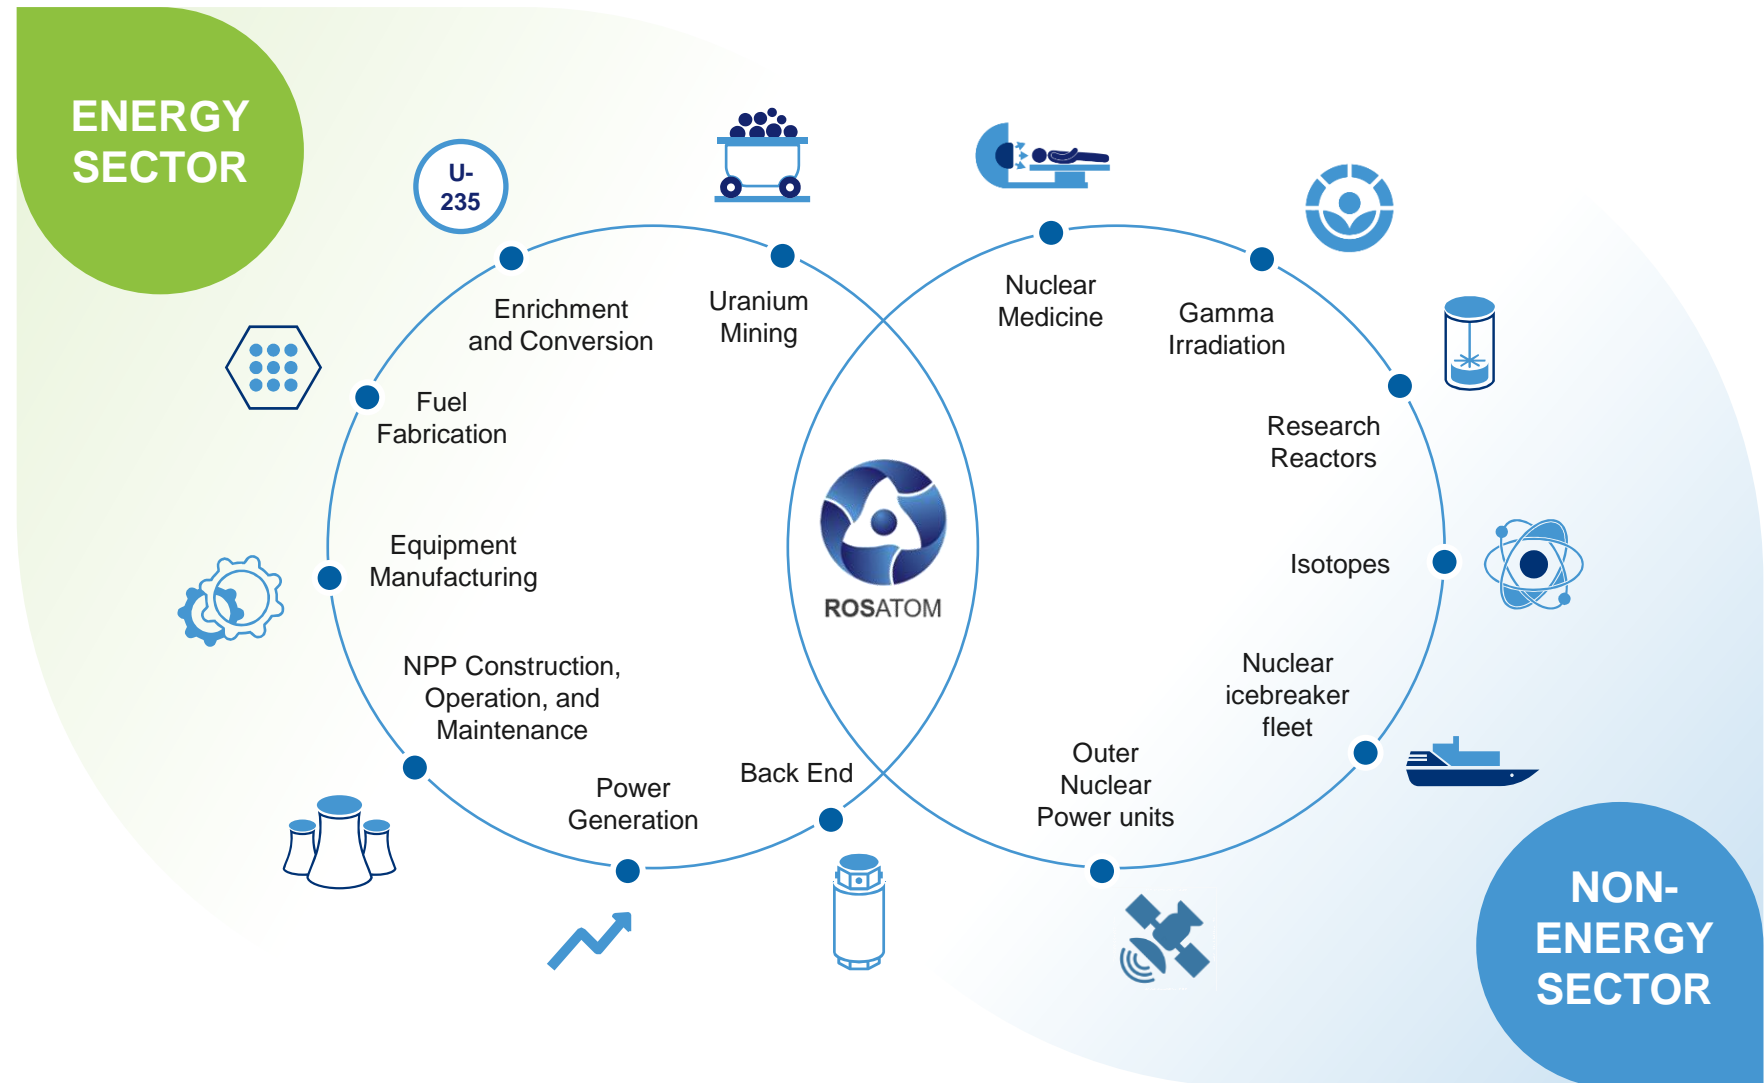 ENERGY
SECTOR
U-
235
Enrichment
and Conversion
Uranium
Mining
Fuel
Fabrication
Equipment
Manufacturing
NPP Construction,
Operation, and
Maintenance
Power
Generation
Back End
ROSATOM
Nuclear
Medicine
Gamma
Irradiation
Research
Reactors
Isotopes
Nuclear
icebreaker
fleet
Outer
Nuclear
Power units
NON-
ENERGY
SECTOR